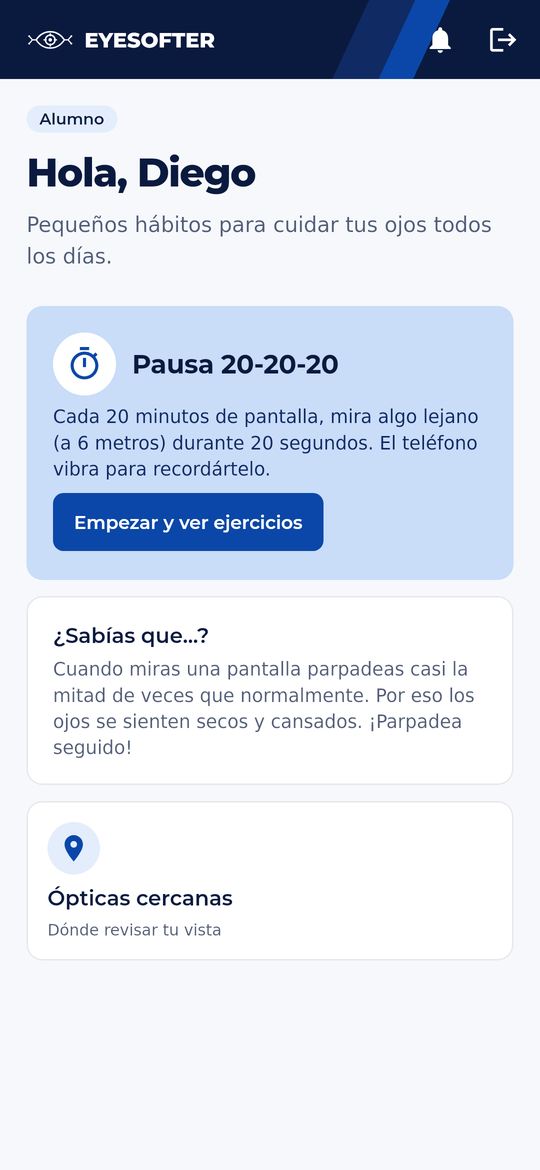 EYESOFTER
Alumno
Hola, Diego
Pequeños hábitos para cuidar tus ojos todos
los días.
Pausa 20-20-20
Cada 20 minutos de pantalla, mira algo lejano
(a 6 metros) durante 20 segundos. El teléfono
vibra para recordártelo.
Empezar y ver ejercicios
¿Sabías que...?
Cuando miras una pantalla parpadeas casi la
mitad de veces que normalmente. Por eso los
ojos se sienten secos y cansados. ¡Parpadea
seguido!
Ópticas cercanas
Dónde revisar tu vista